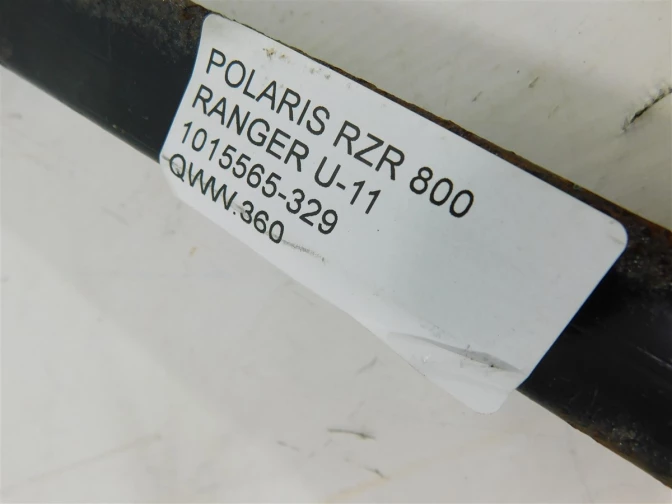 POLARIS RZR 800
RANGER U-11
1015565-329
QWW.360